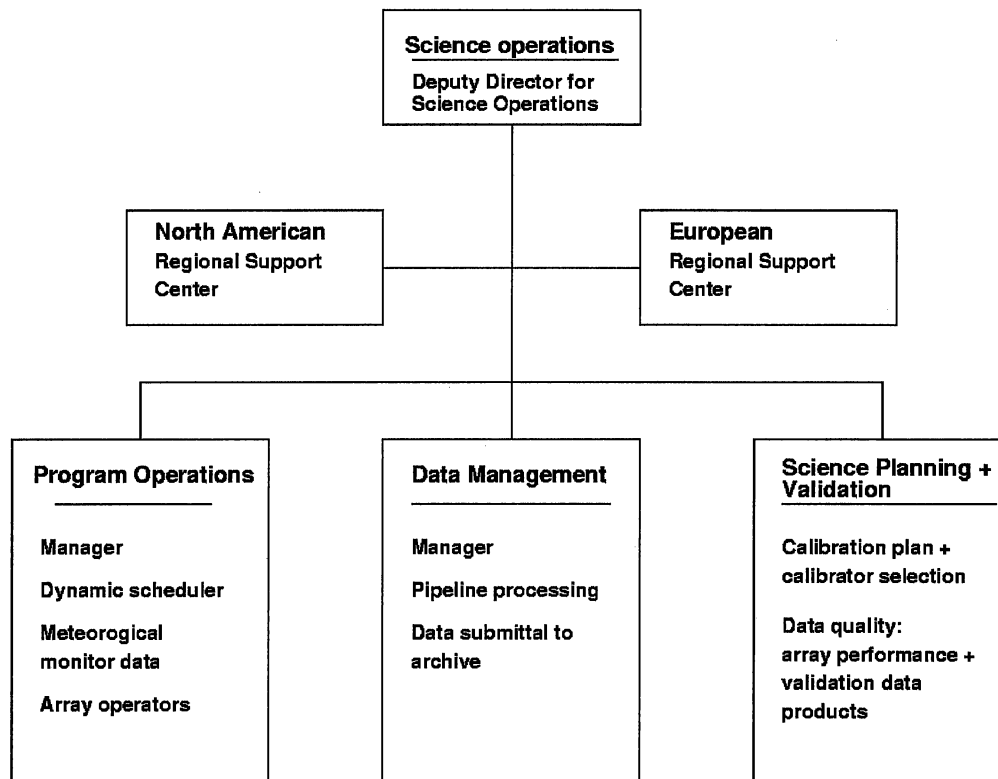 Science operations
Deputy Director for
Science Operations
North American
Regional Support
Center
European
Regional Support
Center
Program Operations
Manager
Dynamic scheduler
Meteorogical
monitor data
Array operators
Data Management
Manager
Pipeline processing
Data submittal to
archive
Science Planning +
Validation
Calibration plan +
calibrator selection
Data quality:
array performance +
validation data
products